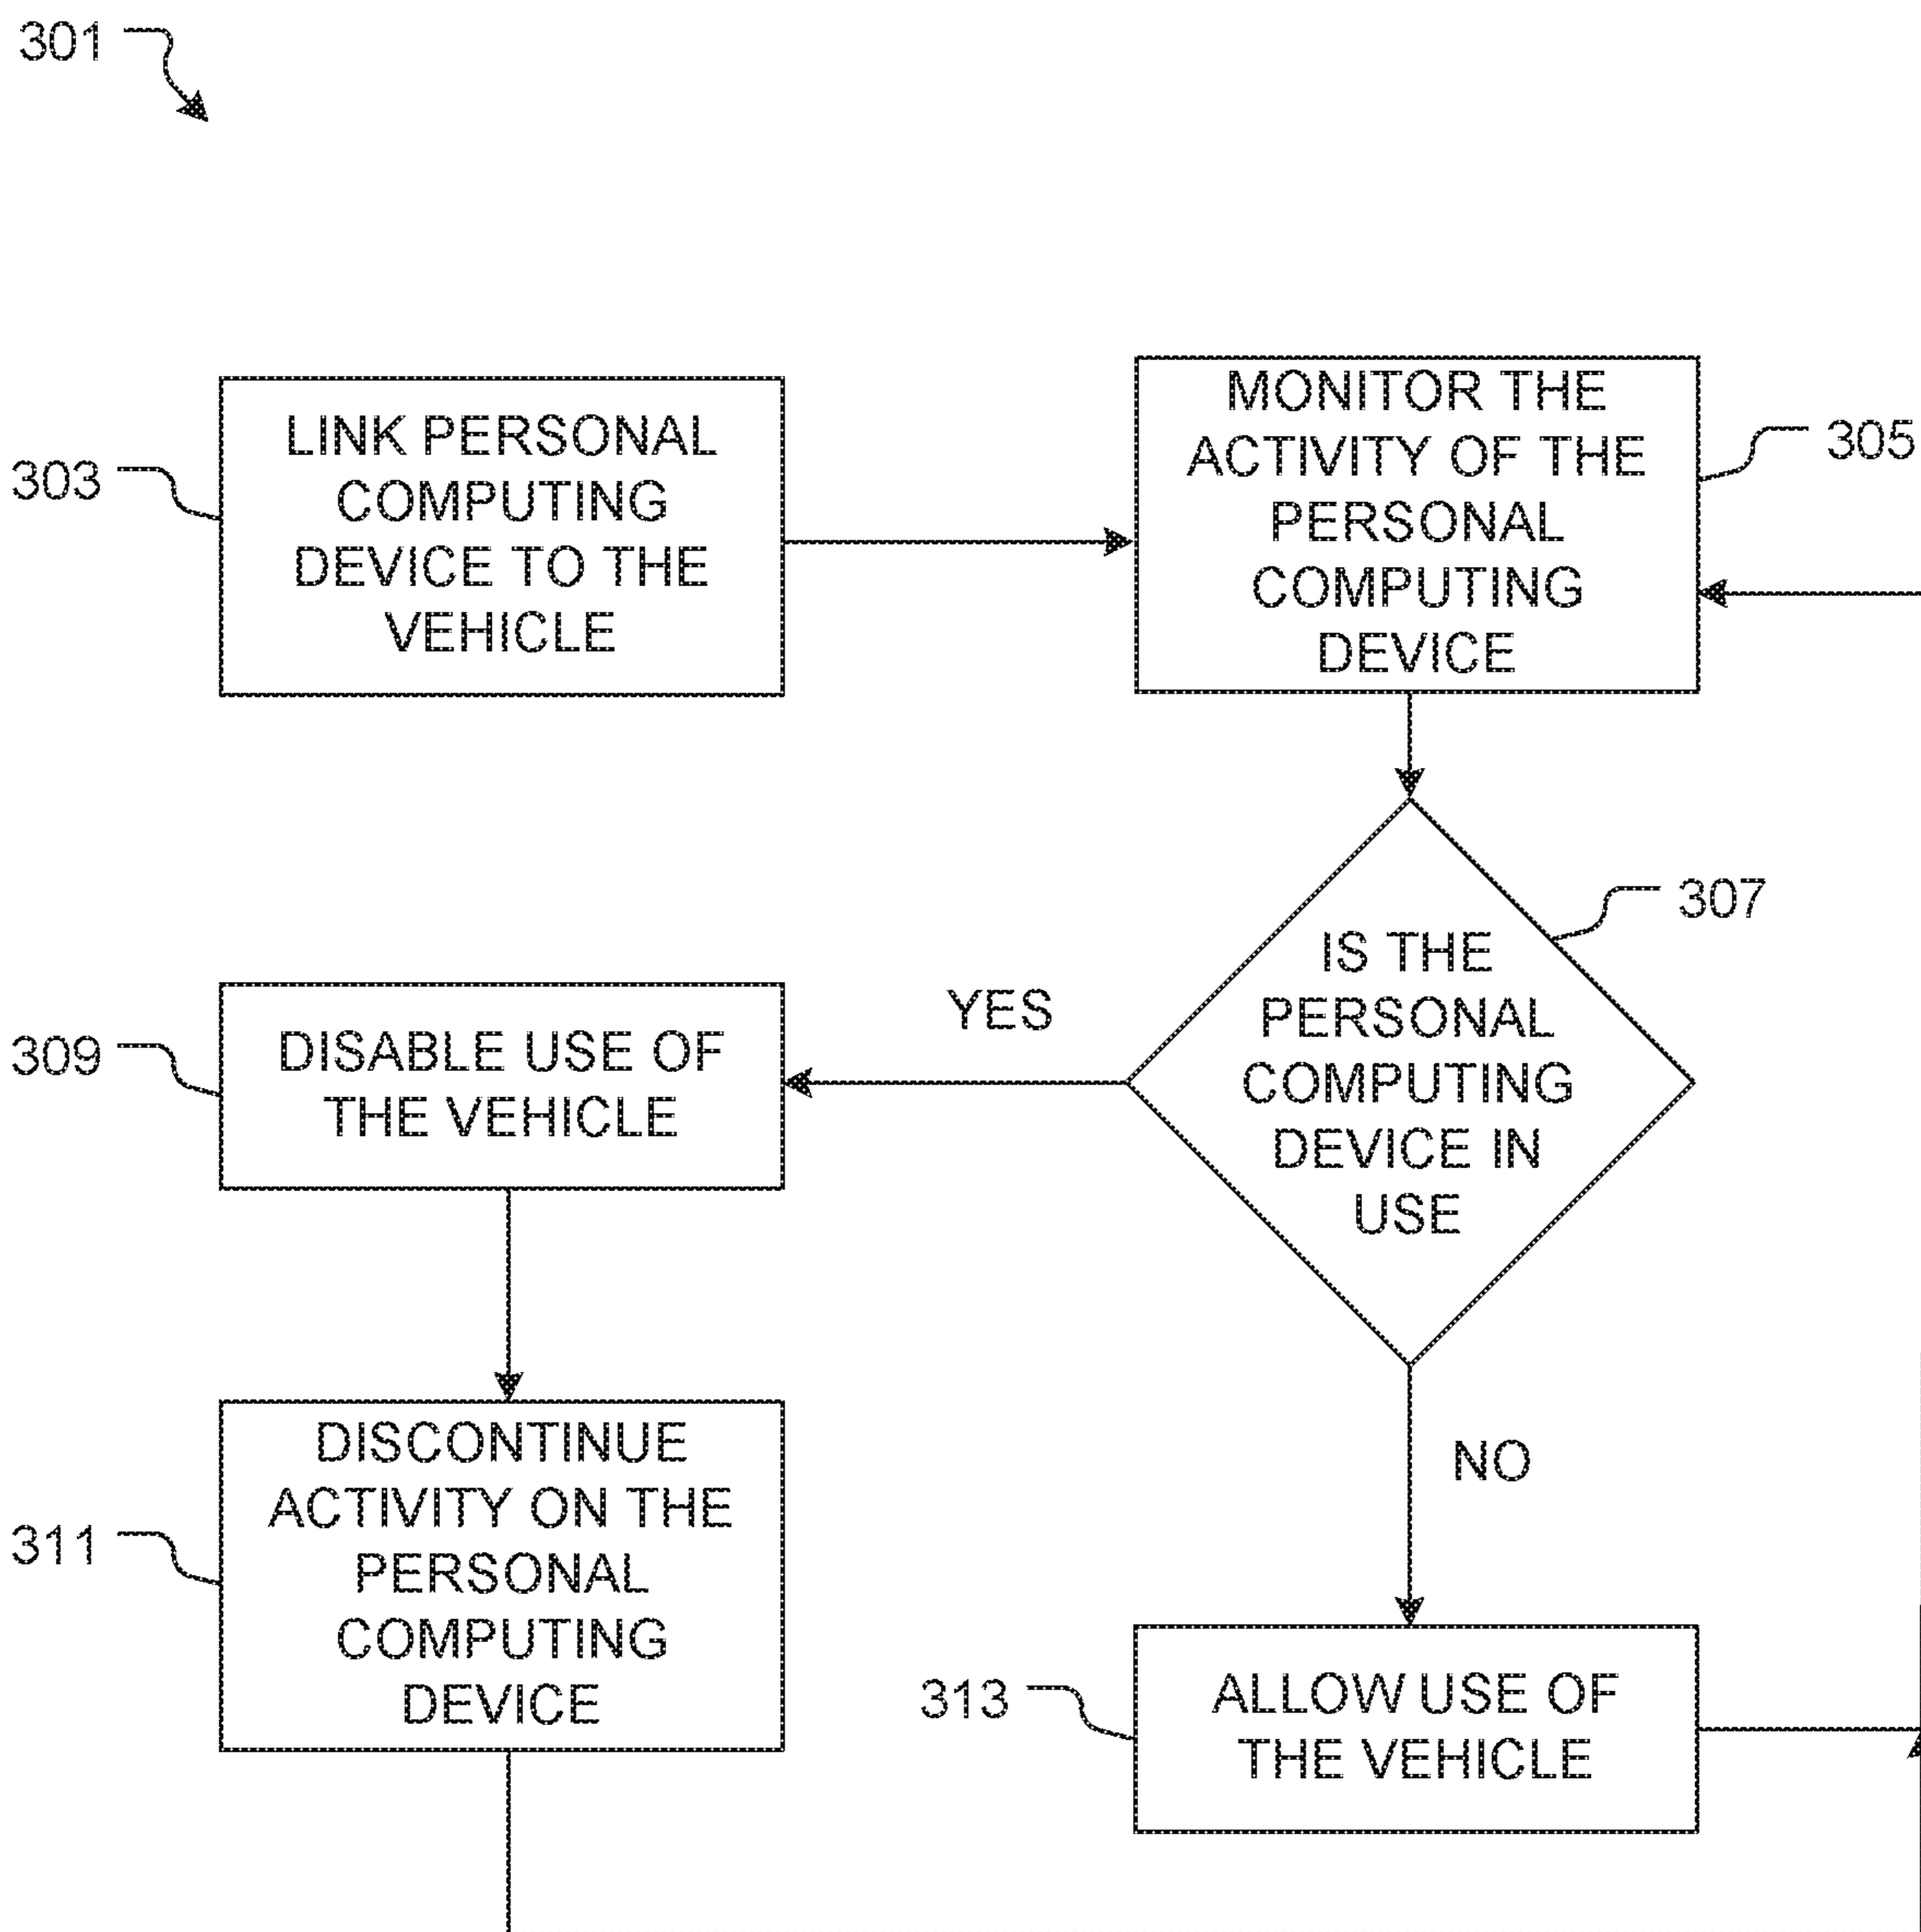 301
303
LINK PERSONAL
COMPUTING
DEVICE TO THE
VEHICLE
MONITOR THE
ACTIVITY OF THE
PERSONAL
COMPUTING
DEVICE
305
307
IS THE
PERSONAL
COMPUTING
DEVICE IN
USE
YES
309
DISABLE USE OF
THE VEHICLE
311
DISCONTINUE
ACTIVITY ON THE
PERSONAL
COMPUTING
DEVICE
NO
313
ALLOW USE OF
THE VEHICLE